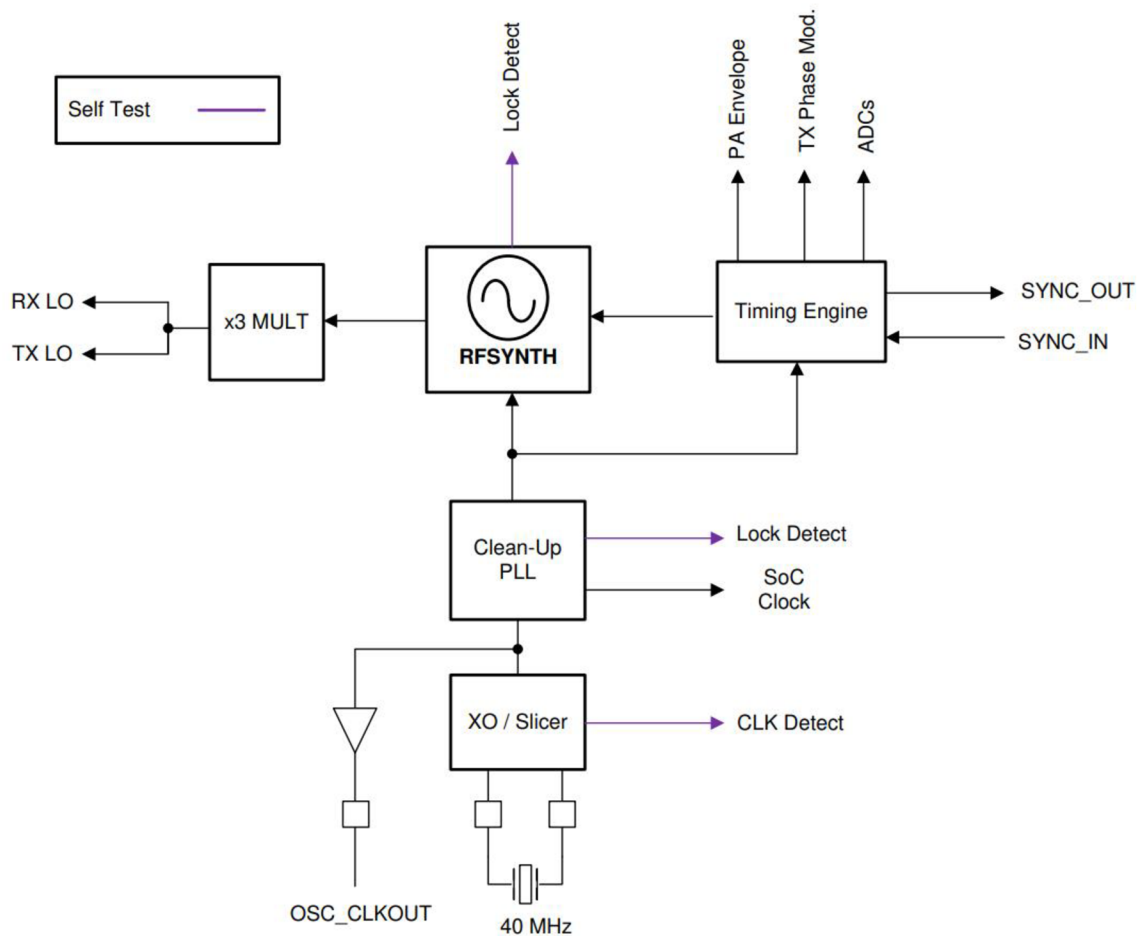 Lock Detect
PA Envelope
TX Phase Mod.
ADCs
Self Test
RX LO
TX LO
x3 MULT
RFSYNTH
Timing Engine
SYNC_OUT
SYNC_IN
Clean-Up
PLL
Lock Detect
SoC
Clock
XO / Slicer
CLK Detect
OSC_CLKOUT
40 MHz